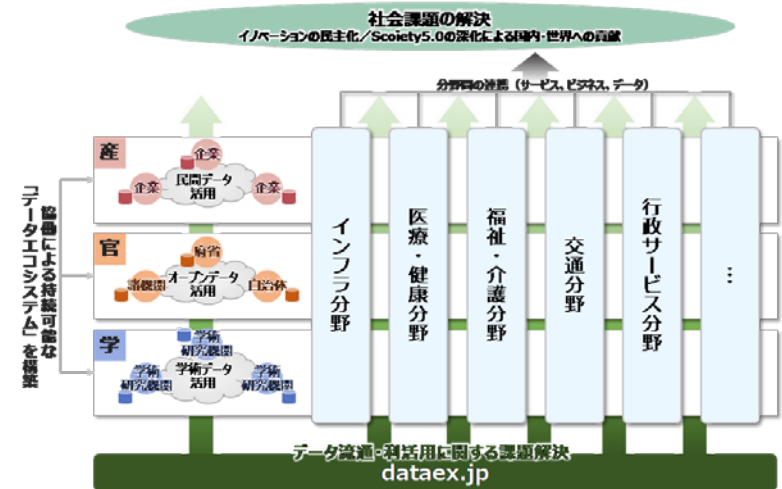 社会課題の解決
イノベーションの民主化／Scoiety5.0の深化による国内・世界への貢献
分野間の連携（サービス, ビジネス, データ）
産
企業
企業
民間データ
活用
企業
官
府省
諸機関
オープンデータ
活用
自治体
学
学術
研究機関
学術
研究機関
学術データ
活用
学術
研究機関
協働による持続可能な
「データエコシステム」を構築
インフラ分野
医療・健康分野
福祉・介護分野
交通分野
行政サービス分野
…
データ流通・利活用に関する課題解決
dataex.jp